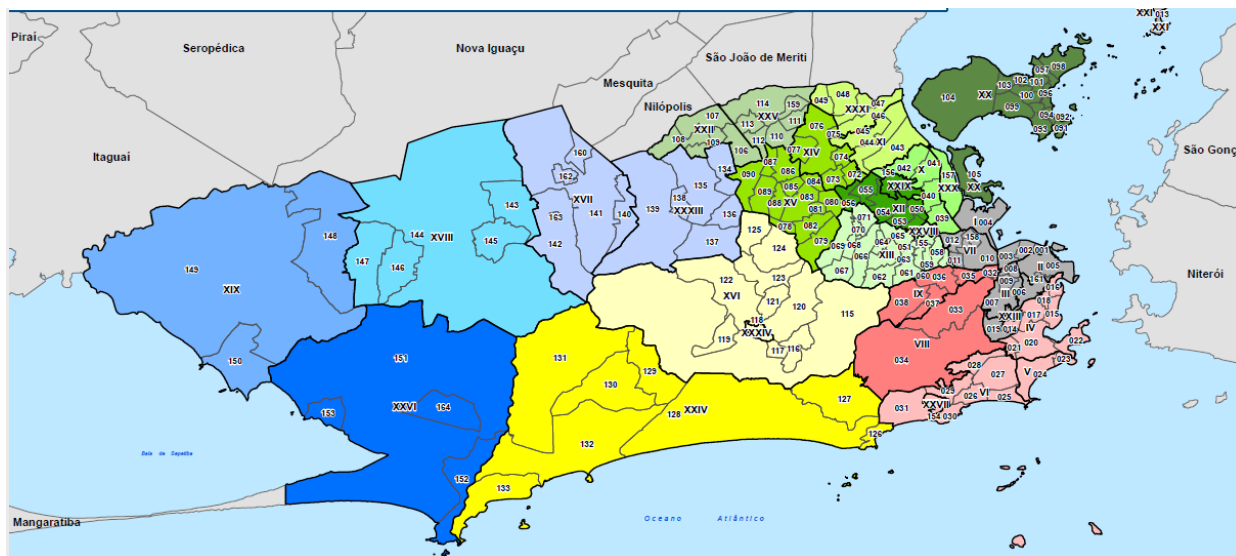 XXI 013
XXI
Piraí
Seropédica
Nova Iguaçu
São João de Meriti
Mesquita
Nilópolis
Itaguaí
São Gonç
Niterói
Mangaratiba
Baía de Sepetiba
Oceano Atlântico
097 098
103 102 101
104 XX 100 096
099 094
093 092 091
105
XX
114 159 049 048 047
XXV XXXI 046
107 113 111 076 075 045
XXII 112 110 XIV 044 XI 043
108 109 106 077 074
160 134 087 086 072 156 042 X 041
162 090 084 073 XXIX 157
XVII 135 089 085 055 XXX
163 141 140 138 XV 083 040
139 XXXIII 136 088 081 080 056 054 XII 050
142 137 078 082 053 039
143 079
148 144 XVIII 145
147 146
149
XIX
150
071 065 XXVIII I 004
070 064 051 155 012 158
069 068 XIII 063 058 VII
066 059 011 010
067 062 061 060
125
124
123
122
XVI 121 120
118
XXXIV
119 117 116
115
036 035 032
IX 037
038 033
VIII
034
002 001
003
008 II 005
009 161
III 006 016
007 018
XXIII 017 015
019 014 IV
021 020 022
023
028 027 V 024
029 VI
XXVII 026 025
031 154 030
151
XXVI 164
153
152
131
129
130
128 XXIV 127
126
132
133